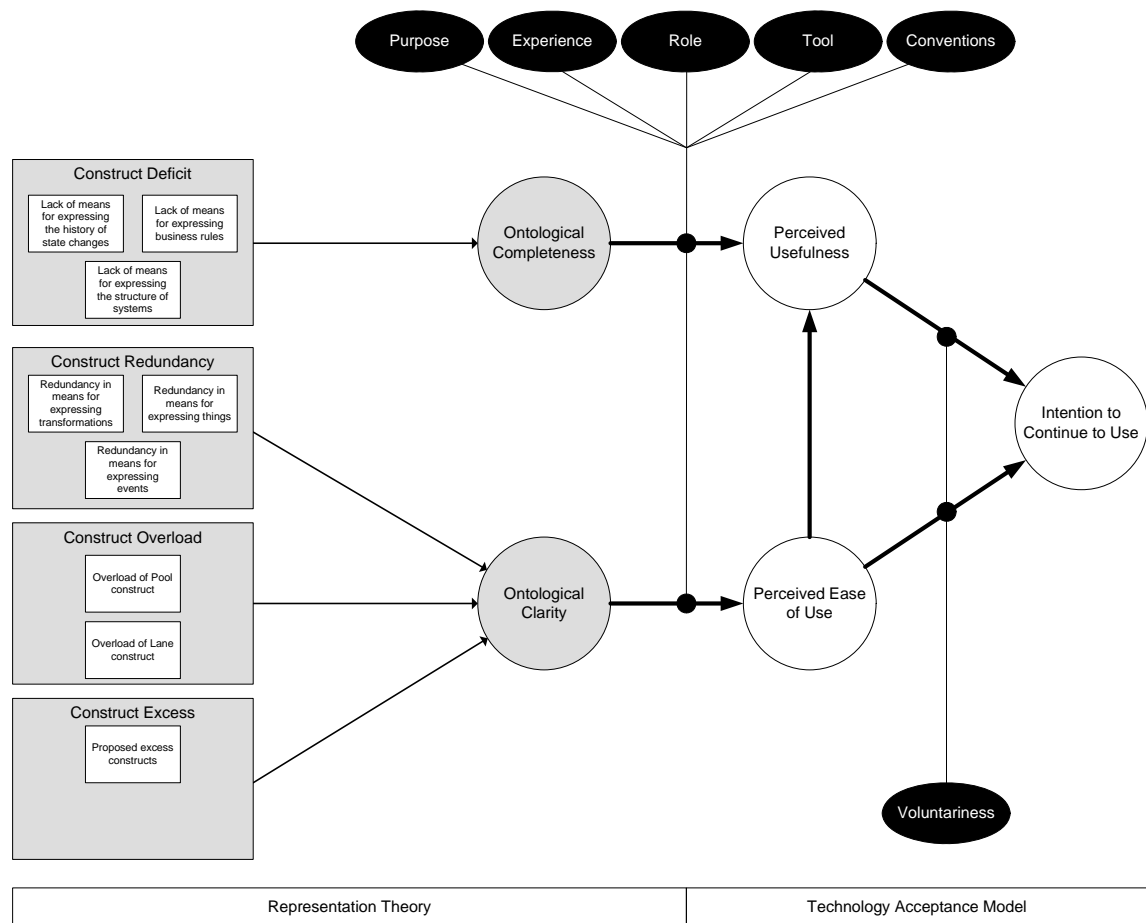 Purpose
Experience
Role
Tool
Conventions
Construct Deficit
Lack of means
for expressing
the history of
state changes
Lack of means
for expressing
business rules
Lack of means
for expressing
the structure of
systems
Ontological
Completeness
Perceived
Usefulness
Construct Redundancy
Redundancy in
means for
expressing
transformations
Redundancy in
means for
expressing things
Redundancy in
means for
expressing
events
Intention to
Continue to Use
Construct Overload
Overload of Pool
construct
Overload of Lane
construct
Ontological
Clarity
Perceived Ease
of Use
Construct Excess
Proposed excess
constructs
Voluntariness
Representation Theory
Technology Acceptance Model